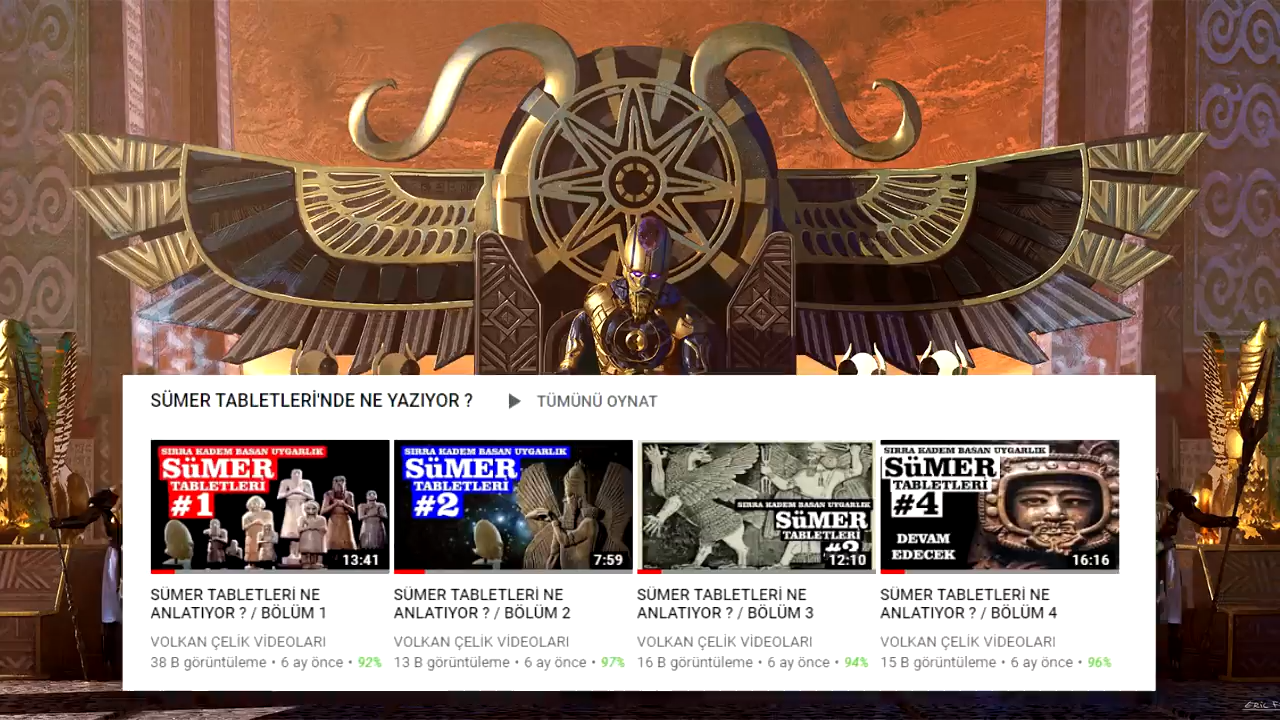 SÜMER TABLETLERİ'NDE NE YAZIYOR ? TÜMÜNÜ OYNAT
SIRRA KADEM BASAN UYGARLIK
SüMER
TABLETLERİ
#1
13:41
SIRRA KADEM BASAN UYGARLIK
SüMER
TABLETLERİ
#2
7:59
SIRRA KADEM BASAN UYGARLIK
SüMER
TABLETLERİ
#3
12:10
SIRRA KADEM BASAN UYGARLIK
SüMER
TABLETLERİ
#4
DEVAM
EDECEK
16:16
SÜMER TABLETLERİ NE
ANLATIYOR ? / BÖLÜM 1
VOLKAN ÇELİK VİDEOLARI
38 B görüntüleme • 6 ay önce • 92%
SÜMER TABLETLERİ NE
ANLATIYOR ? / BÖLÜM 2
VOLKAN ÇELİK VİDEOLARI
13 B görüntüleme • 6 ay önce • 97%
SÜMER TABLETLERİ NE
ANLATIYOR ? / BÖLÜM 3
VOLKAN ÇELİK VİDEOLARI
16 B görüntüleme • 6 ay önce • 94%
SÜMER TABLETLERİ NE
ANLATIYOR ? / BÖLÜM 4
VOLKAN ÇELİK VİDEOLARI
15 B görüntüleme • 6 ay önce • 96%
ERIC F